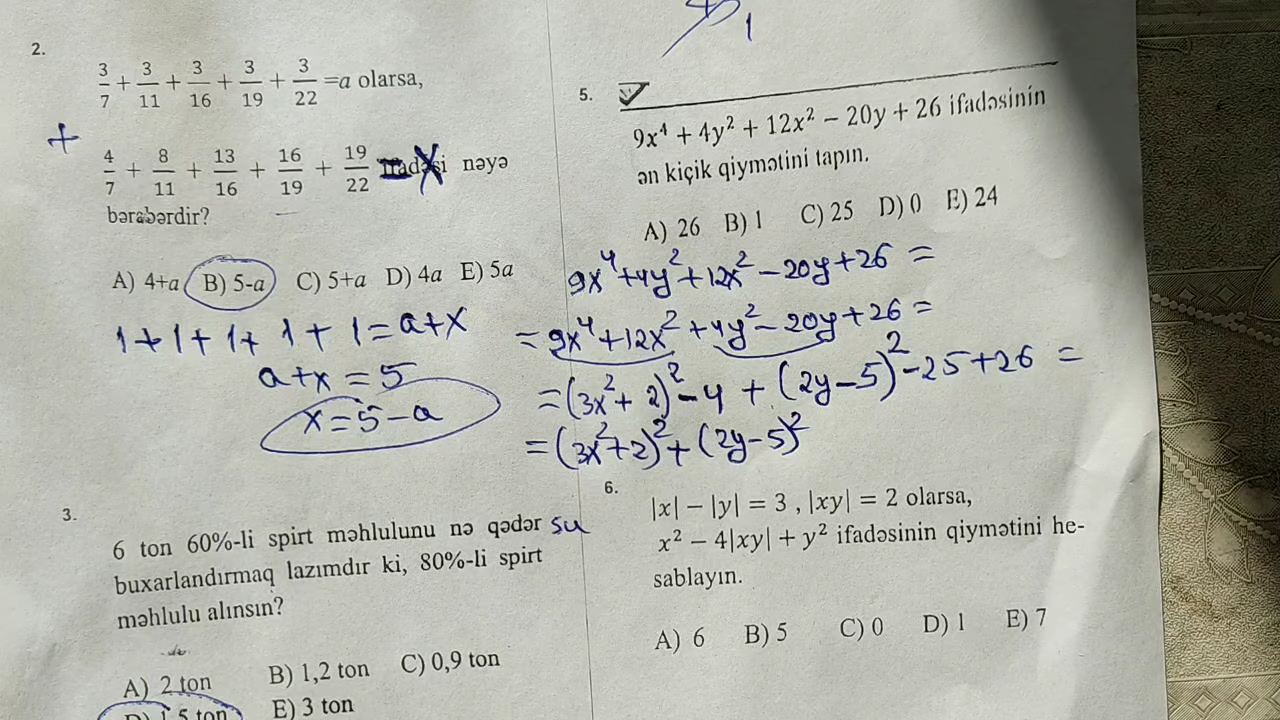 2.
3/7 + 3/11 + 3/16 + 3/19 + 3/22 =a olarsa,
+
4/7 + 8/11 + 13/16 + 16/19 + 19/22 X nəyə
bərabərdir?
A) 4+a B) 5-a C) 5+a D) 4a E) 5a
1+1+1+1+1=a+x
a+x=5
x=5-a
3.
6 ton 60%-li spirt məhlulunu nə qədər su
buxarlandırmaq lazımdır ki, 80%-li spirt
məhlulu alınsın?
A) 2 ton B) 1,2 ton C) 0,9 ton
D) 1,5 ton E) 3 ton
1
5.
9x⁴ + 4y² + 12x² − 20y + 26 ifadəsinin
ən kiçik qiymətini tapın.
A) 26 B) 1 C) 25 D) 0 E) 24
9x⁴+4y²+12x²−20y+26=
=9x⁴+12x²+4y²−20y+26=
=(3x²+2)²−4+(2y−5)²−25+26=
=(3x²+2)²+(2y−5)²
6.
|x| − |y| = 3 , |xy| = 2 olarsa,
x² − 4|xy| + y² ifadəsinin qiymətini he-
sablayın.
A) 6 B) 5 C) 0 D) 1 E) 7